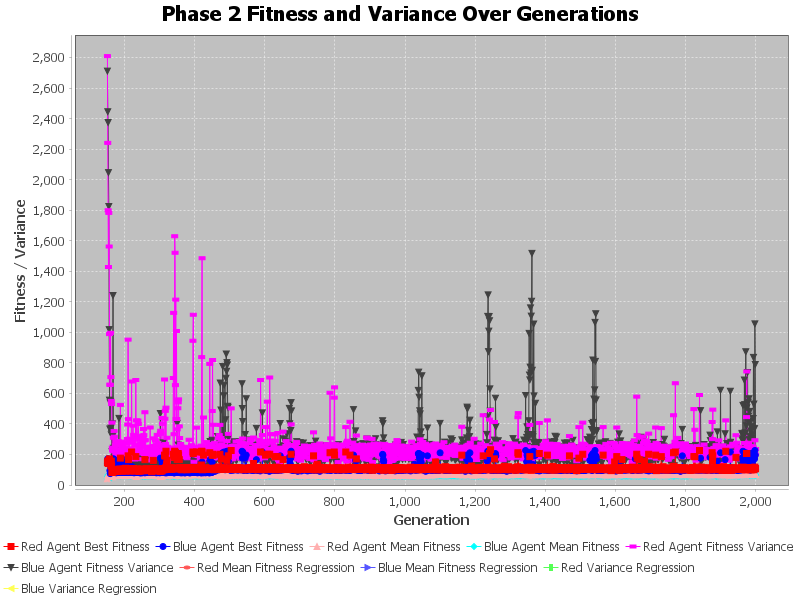 Phase 2 Fitness and Variance Over Generations
Fitness / Variance
2,800
2,600
2,400
2,200
2,000
1,800
1,600
1,400
1,200
1,000
800
600
400
200
0
200 400 600 800 1,000 1,200 1,400 1,600 1,800 2,000
Generation
Red Agent Best Fitness Blue Agent Best Fitness Red Agent Mean Fitness Blue Agent Mean Fitness Red Agent Fitness Variance
Blue Agent Fitness Variance Red Mean Fitness Regression Blue Mean Fitness Regression Red Variance Regression
Blue Variance Regression